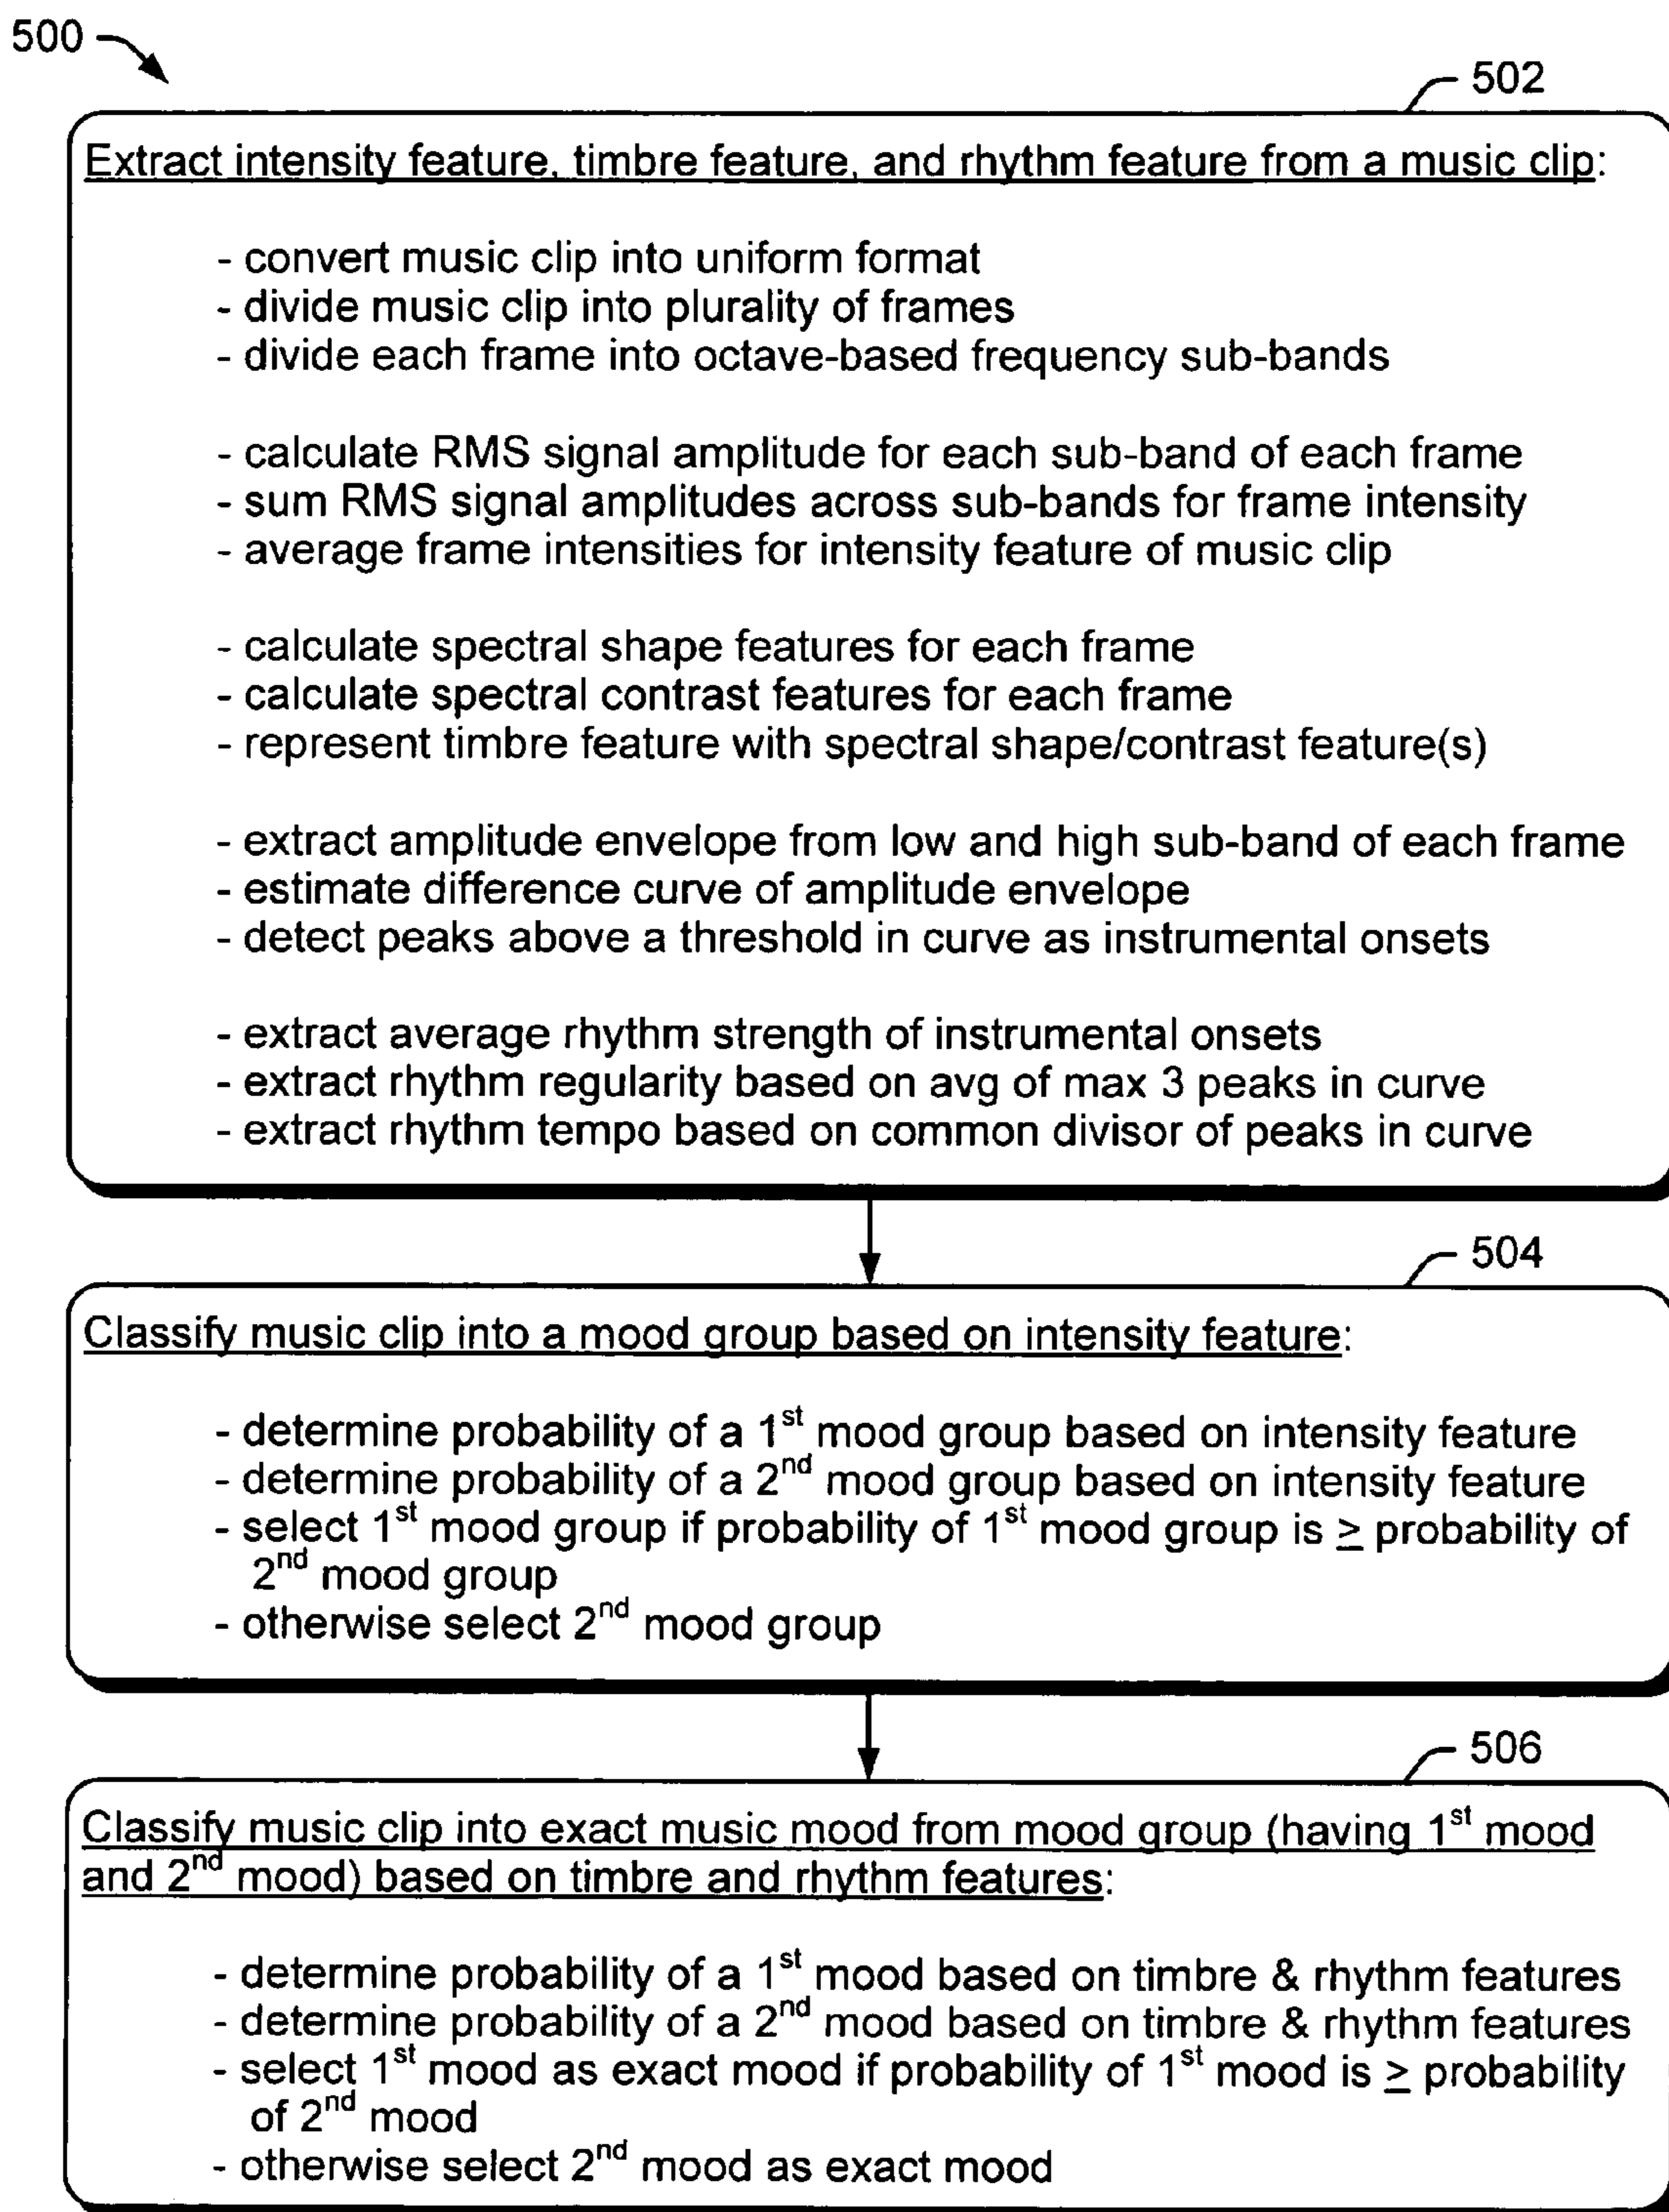 500
502
Extract intensity feature, timbre feature, and rhythm feature from a music clip:
- convert music clip into uniform format
- divide music clip into plurality of frames
- divide each frame into octave-based frequency sub-bands
- calculate RMS signal amplitude for each sub-band of each frame
- sum RMS signal amplitudes across sub-bands for frame intensity
- average frame intensities for intensity feature of music clip
- calculate spectral shape features for each frame
- calculate spectral contrast features for each frame
- represent timbre feature with spectral shape/contrast feature(s)
- extract amplitude envelope from low and high sub-band of each frame
- estimate difference curve of amplitude envelope
- detect peaks above a threshold in curve as instrumental onsets
- extract average rhythm strength of instrumental onsets
- extract rhythm regularity based on avg of max 3 peaks in curve
- extract rhythm tempo based on common divisor of peaks in curve
504
Classify music clip into a mood group based on intensity feature:
- determine probability of a 1st mood group based on intensity feature
- determine probability of a 2nd mood group based on intensity feature
- select 1st mood group if probability of 1st mood group is ≥ probability of
2nd mood group
- otherwise select 2nd mood group
506
Classify music clip into exact music mood from mood group (having 1st mood
and 2nd mood) based on timbre and rhythm features:
- determine probability of a 1st mood based on timbre & rhythm features
- determine probability of a 2nd mood based on timbre & rhythm features
- select 1st mood as exact mood if probability of 1st mood is ≥ probability
of 2nd mood
- otherwise select 2nd mood as exact mood